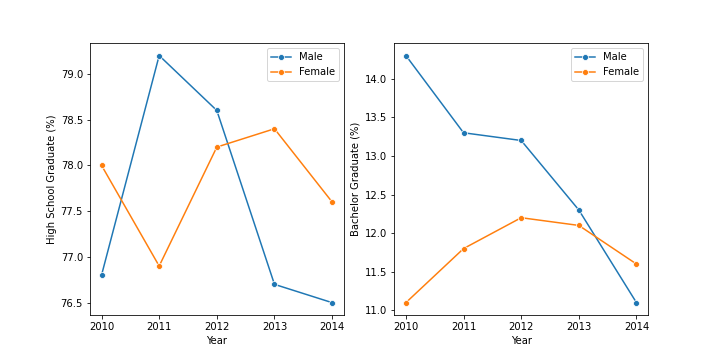 High School Graduate (%)
79.0
78.5
78.0
77.5
77.0
76.5
2010 2011 2012 2013 2014
Year
Male
Female
Bachelor Graduate (%)
14.0
13.5
13.0
12.5
12.0
11.5
11.0
2010 2011 2012 2013 2014
Year
Male
Female